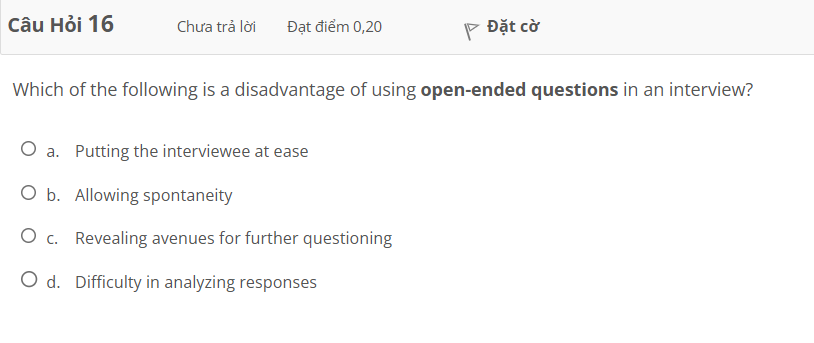 Câu Hỏi 16 Chưa trả lời Đạt điểm 0,20 Đặt cờ
Which of the following is a disadvantage of using open-ended questions in an interview?
a. Putting the interviewee at ease
b. Allowing spontaneity
c. Revealing avenues for further questioning
d. Difficulty in analyzing responses